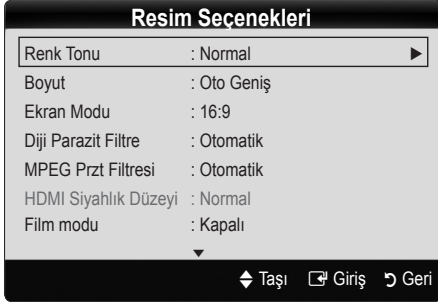 Resim Seçenekleri
Renk Tonu : Normal
Boyut : Oto Geniş
Ekran Modu : 16:9
Diji Parazit Filtre : Otomatik
MPEG Przt Filtresi : Otomatik
HDMI Siyahlık Düzeyi : Normal
Film modu : Kapalı
Taşı Giriş Geri